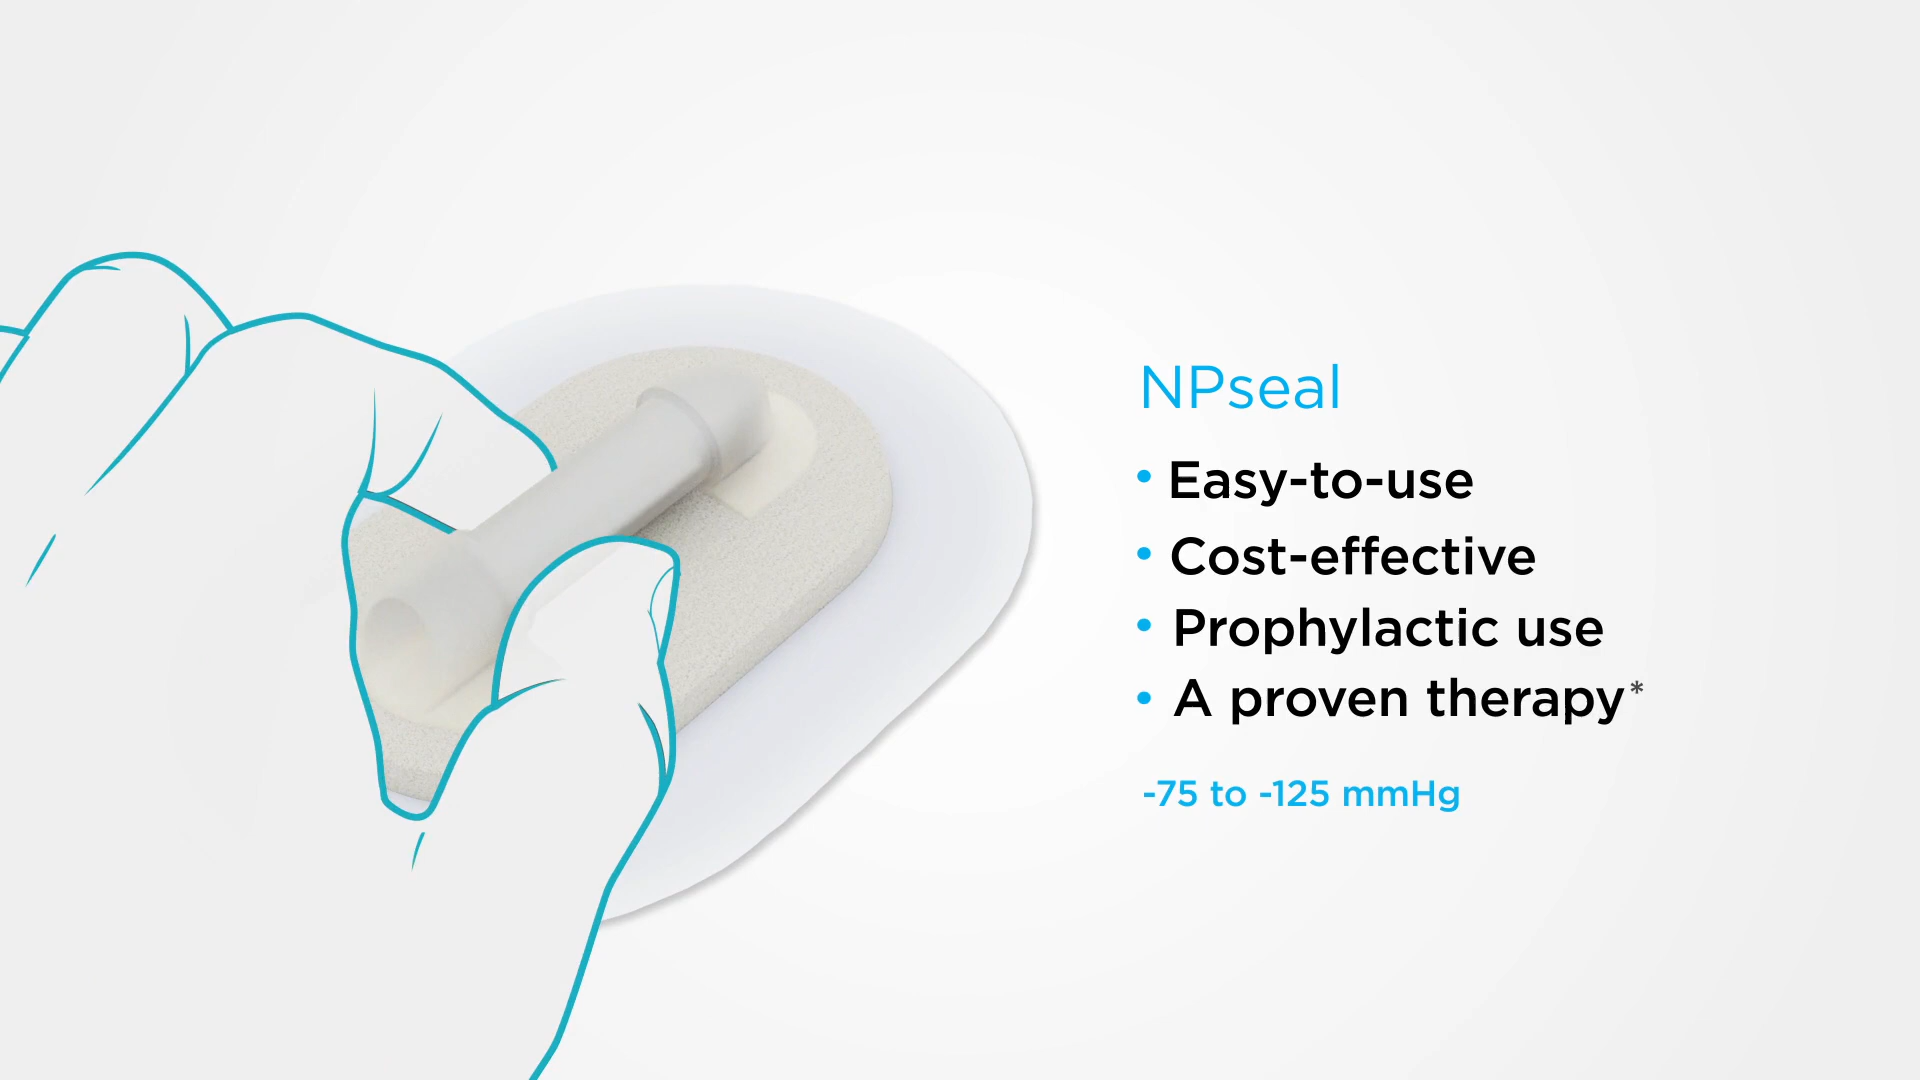 NPseal
• Easy-to-use
• Cost-effective
• Prophylactic use
• A proven therapy*
-75 to -125 mmHg